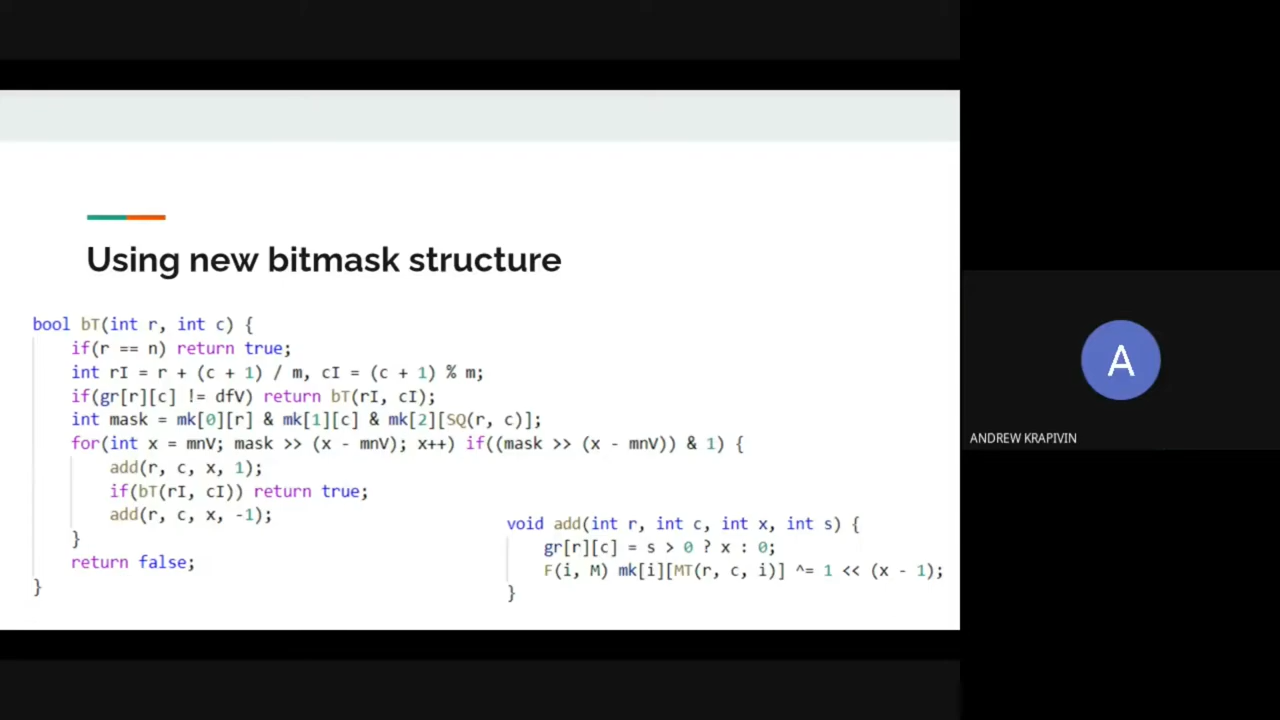 Using new bitmask structure
bool bT(int r, int c) {
if(r == n) return true;
int rI = r + (c + 1) / m, cI = (c + 1) % m;
if(gr[r][c] != dfV) return bT(rI, cI);
int mask = mk[0][r] & mk[1][c] & mk[2][SQ(r, c)];
for(int x = mnV; mask >> (x - mnV); x++) if((mask >> (x - mnV)) & 1) {
add(r, c, x, 1);
if(bT(rI, cI)) return true;
add(r, c, x, -1);
}
return false;
}
void add(int r, int c, int x, int s) {
gr[r][c] = s > 0 ? x : 0;
F(i, M) mk[i][MT(r, c, i)] ^= 1 << (x - 1);
}
A
ANDREW KRAPIVIN